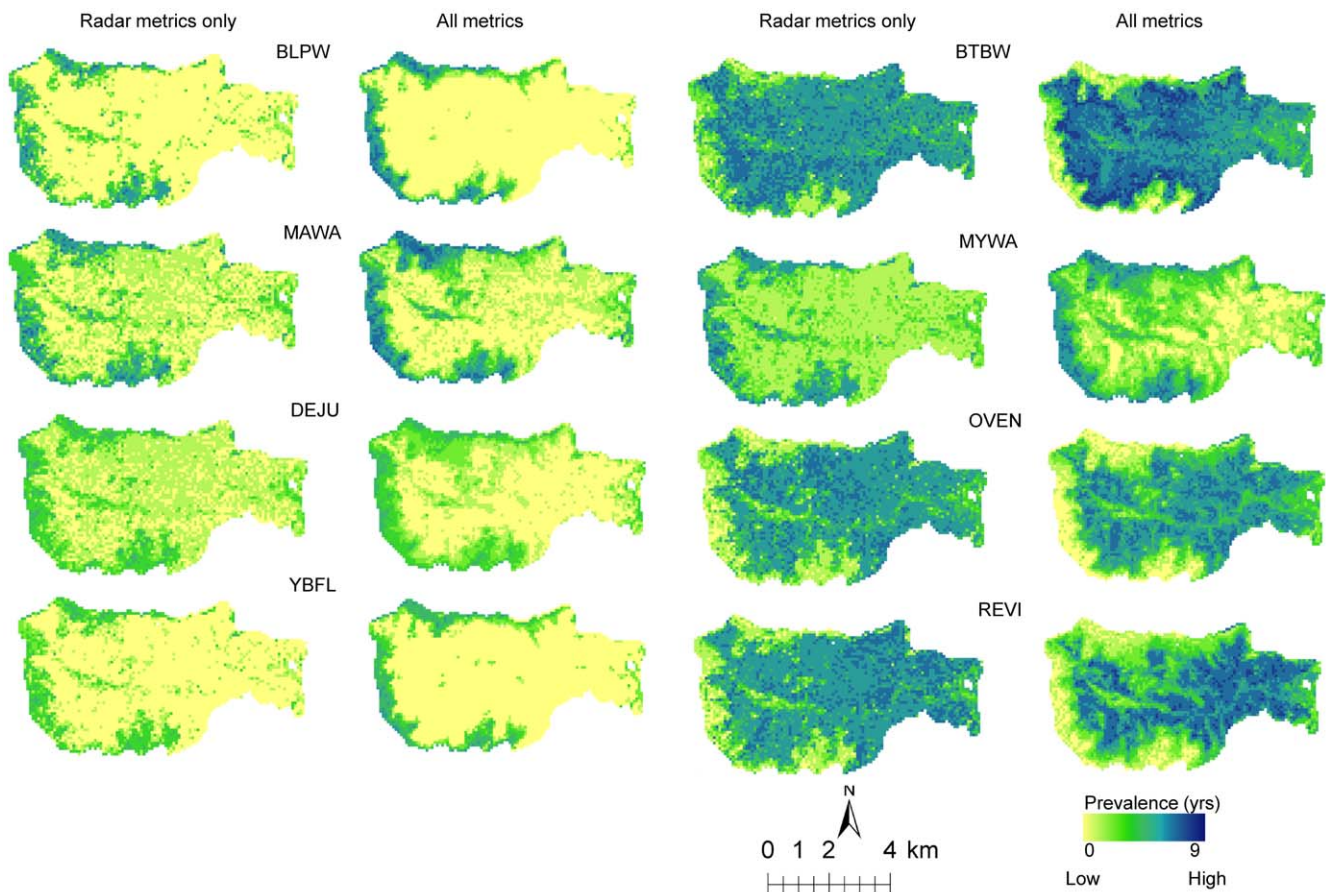 Radar metrics only All metrics Radar metrics only All metrics
BLPW BTBW
MAWA MYWA
DEJU OVEN
YBFL REVI
N
Prevalence (yrs)
0 1 2 4 km
0 9
Low High